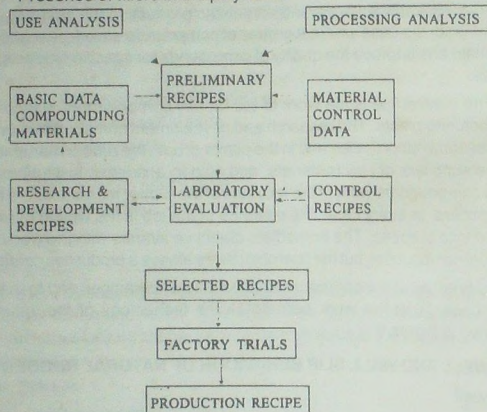 USE ANALYSIS
PROCESSING ANALYSIS
PRELIMINARY
RECIPES
BASIC DATA
COMPOUNDING
MATERIALS
MATERIAL
CONTROL
DATA
RESEARCH &
DEVELOPMENT
RECIPES
LABORATORY
EVALUATION
CONTROL
RECIPES
SELECTED RECIPES
FACTORY TRIALS
PRODUCTION RECIPE